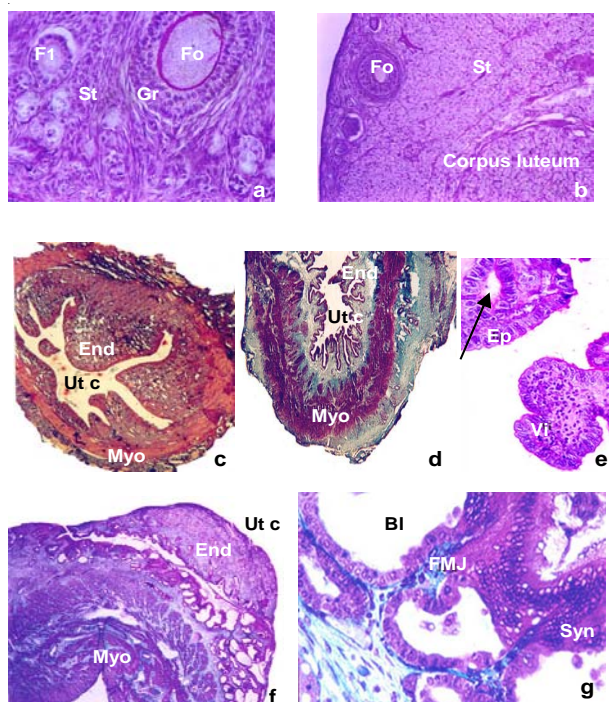 F1
Fo
St
Gr
a
Fo
St
Corpus luteum
b
End
Ut c
Myo
c
End
Ut c
Myo
d
Ep
Vi
e
Ut c
End
Myo
f
Bl
FMJ
Syn
g